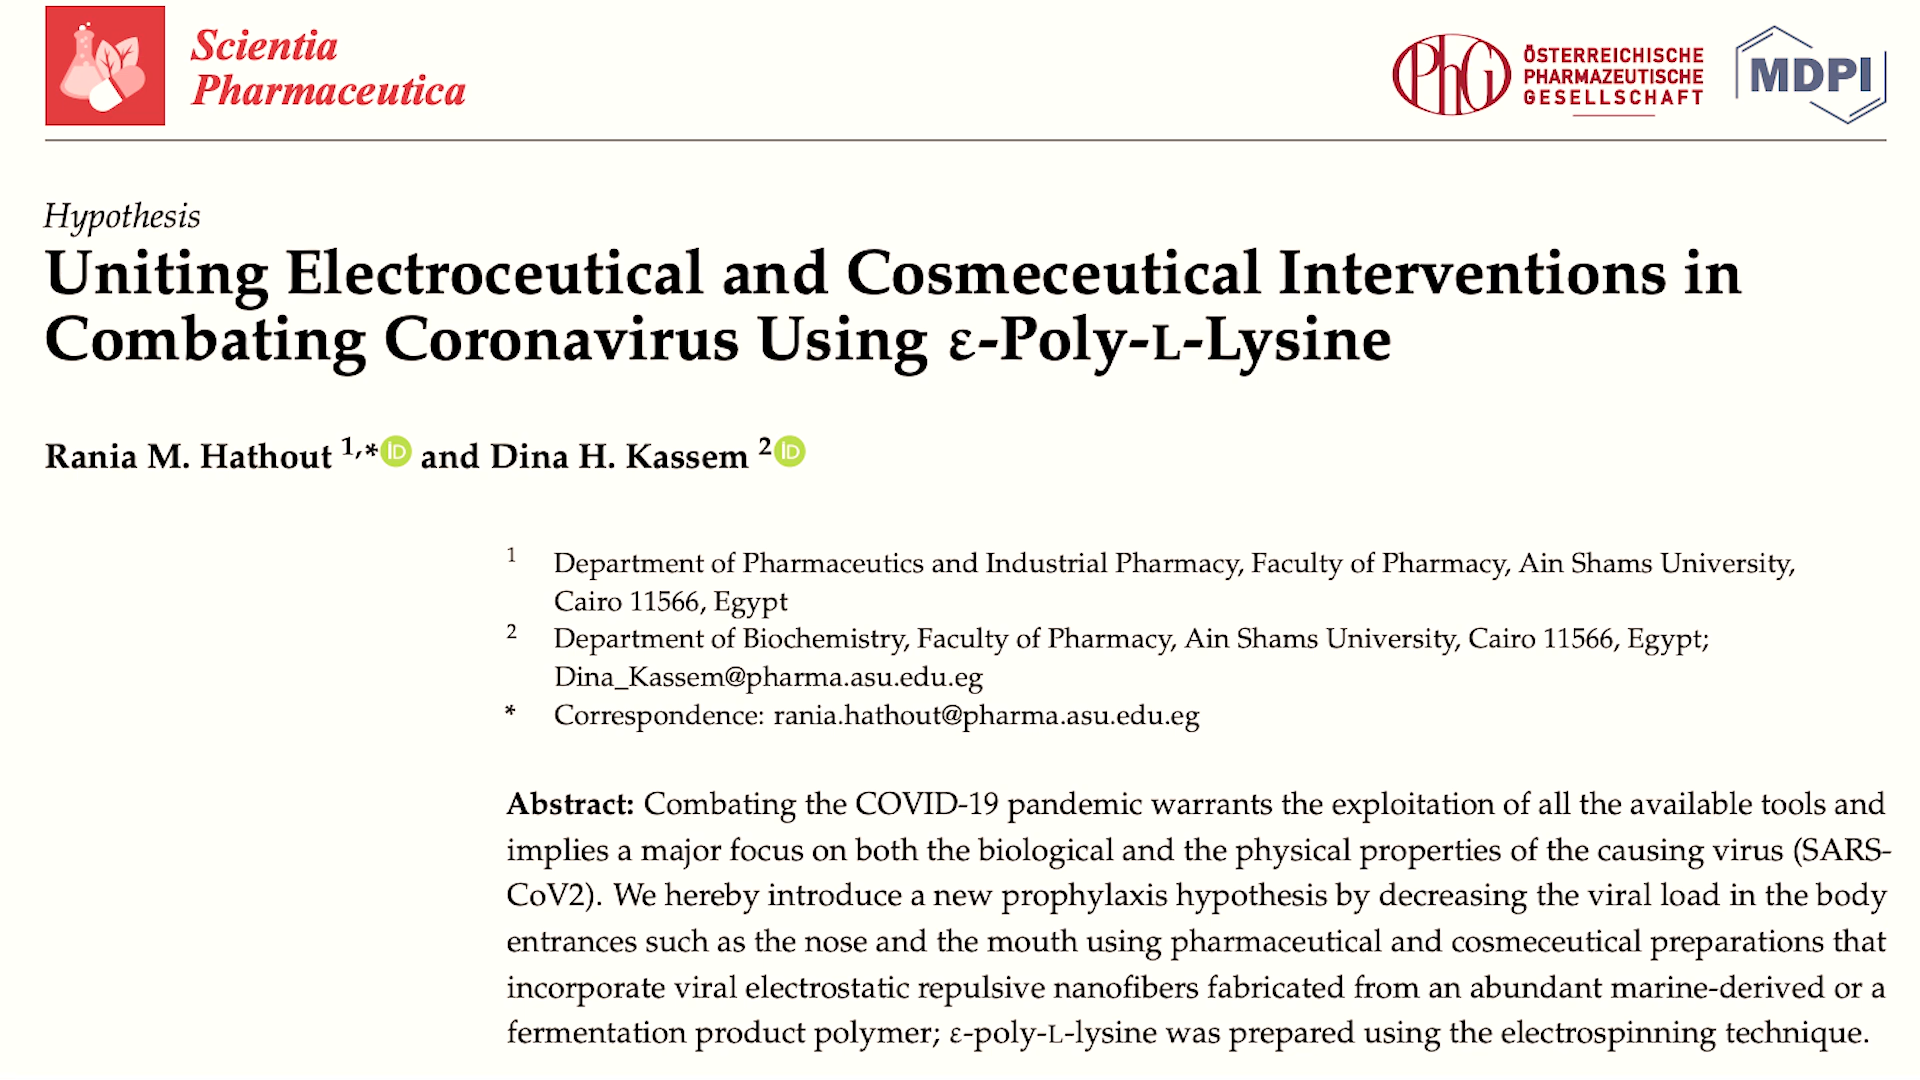 Scientia
Pharmaceutica
PhG
ÖSTERREICHISCHE
PHARMAZEUTISCHE
GESELLSCHAFT
MDPI
Hypothesis
Uniting Electroceutical and Cosmeceutical Interventions in
Combating Coronavirus Using ε-Poly-L-Lysine
Rania M. Hathout 1,* iD and Dina H. Kassem 2 iD
1 Department of Pharmaceutics and Industrial Pharmacy, Faculty of Pharmacy, Ain Shams University,
Cairo 11566, Egypt
2 Department of Biochemistry, Faculty of Pharmacy, Ain Shams University, Cairo 11566, Egypt;
Dina_Kassem@pharma.asu.edu.eg
* Correspondence: rania.hathout@pharma.asu.edu.eg
Abstract: Combating the COVID-19 pandemic warrants the exploitation of all the available tools and
implies a major focus on both the biological and the physical properties of the causing virus (SARS-
CoV2). We hereby introduce a new prophylaxis hypothesis by decreasing the viral load in the body
entrances such as the nose and the mouth using pharmaceutical and cosmeceutical preparations that
incorporate viral electrostatic repulsive nanofibers fabricated from an abundant marine-derived or a
fermentation product polymer; ε-poly-L-lysine was prepared using the electrospinning technique.